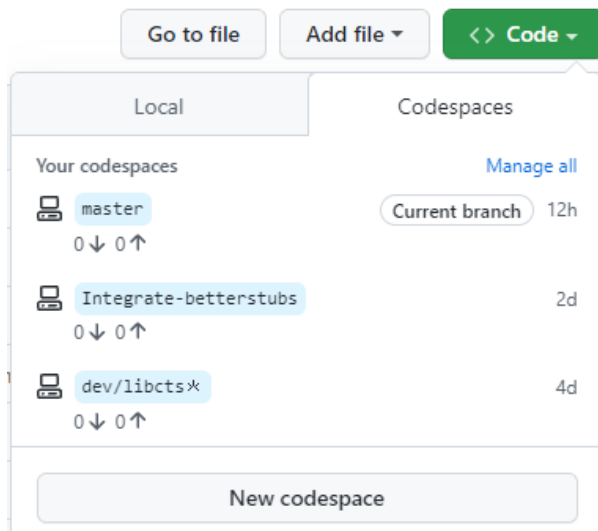 Go to file Add file <> Code
Local Codespaces
Your codespaces Manage all
master Current branch 12h
0↓ 0↑
Integrate-betterstubs 2d
0↓ 0↑
dev/libcts* 4d
0↓ 0↑
New codespace